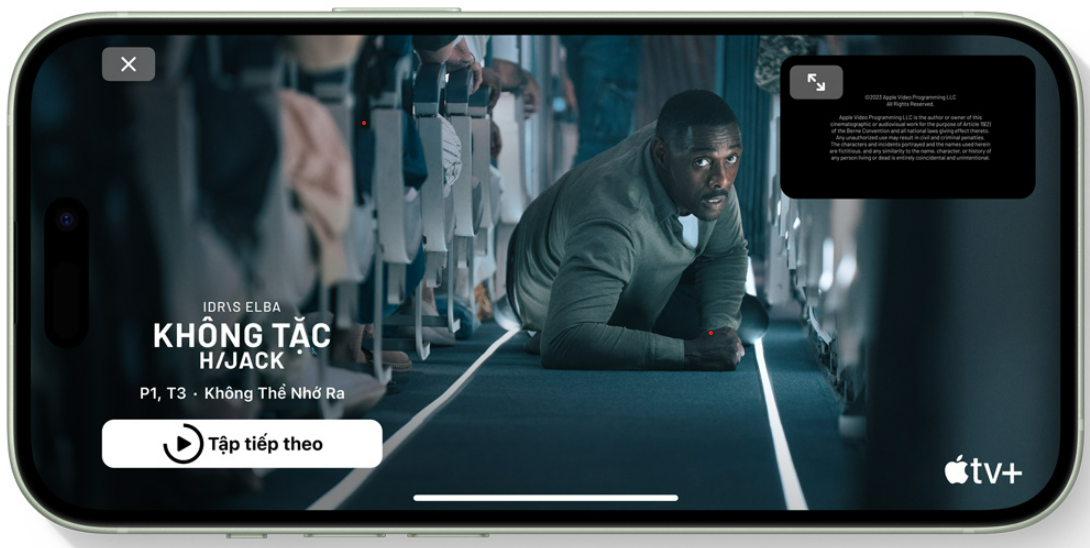 ©2023 Apple Video Programming LLC
All Rights Reserved.
Apple Video Programming LLC is the author or owner of this
cinematographic or audiovisual work for the purpose of Article 15(2)
of the Berne Convention and all national laws giving effect thereto.
Any unauthorized use may result in civil and criminal penalties.
The characters and incidents portrayed and the names used herein
are fictitious, and any similarity to the name, character, or history of
any person living or dead is entirely coincidental and unintentional.
IDR\S ELBA
KHÔNG TẶC
H/JACK
P1, T3 · Không Thể Nhớ Ra
Tập tiếp theo
tv+